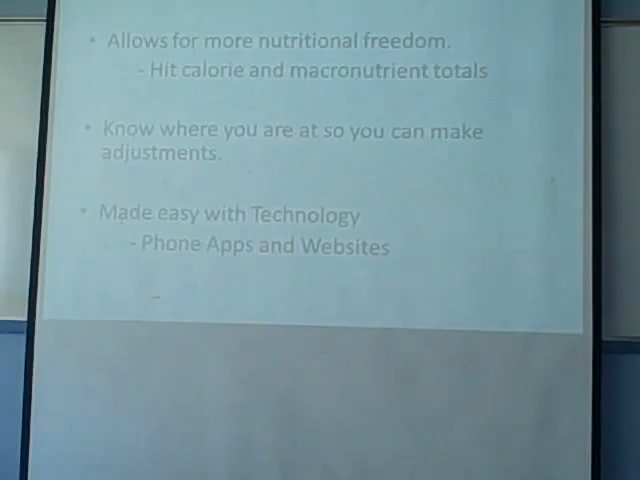 • Allows for more nutritional freedom.
- Hit calorie and macronutrient totals
• Know where you are at so you can make
adjustments.
• Made easy with Technology
- Phone Apps and Websites